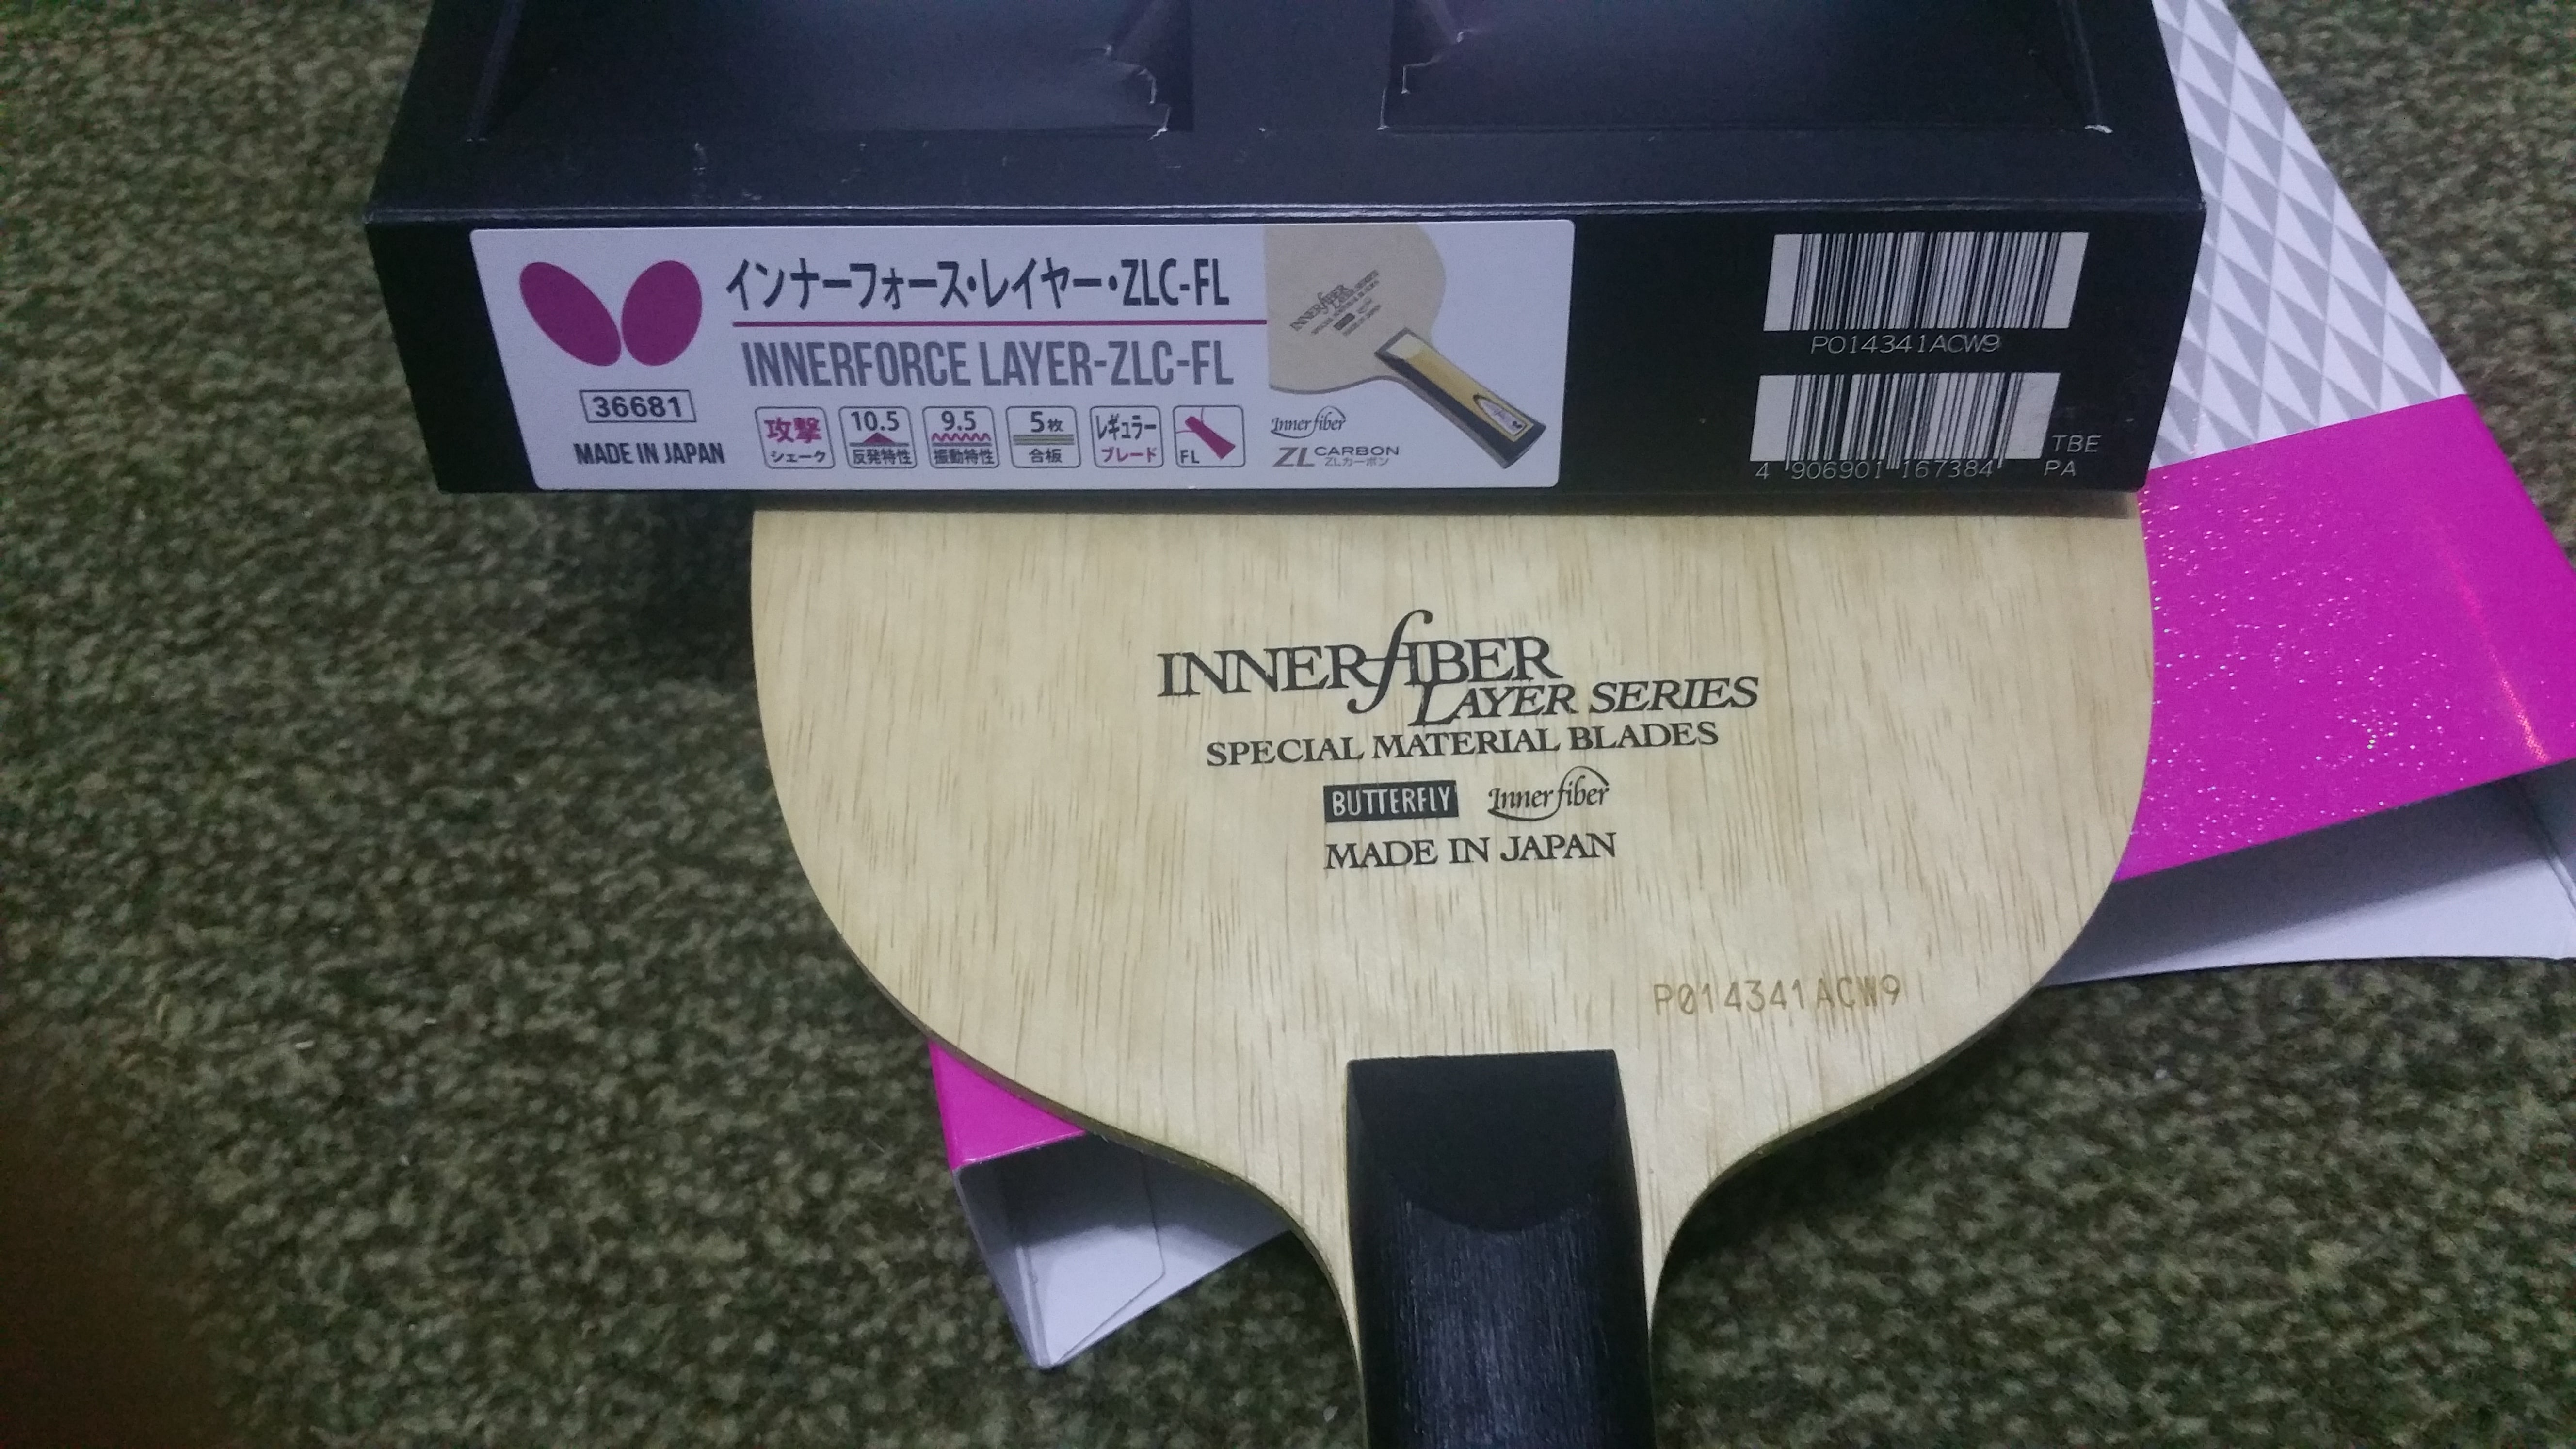 インナーフォース・レイヤー・ZLC-FL
INNERFORCE LAYER-ZLC-FL
36681
MADE IN JAPAN
攻撃
シェーク
10.5
反発特性
9.5
振動特性
5枚
合板
レギュラー
ブレード
FL
Innerfiber
ZL CARBON
ZLカーボン
P014341ACW9
4 906901 167384
TBE
PA
INNERfIBER
LAYER SERIES
SPECIAL MATERIAL BLADES
BUTTERFLY Innerfiber
MADE IN JAPAN
P014341ACW9